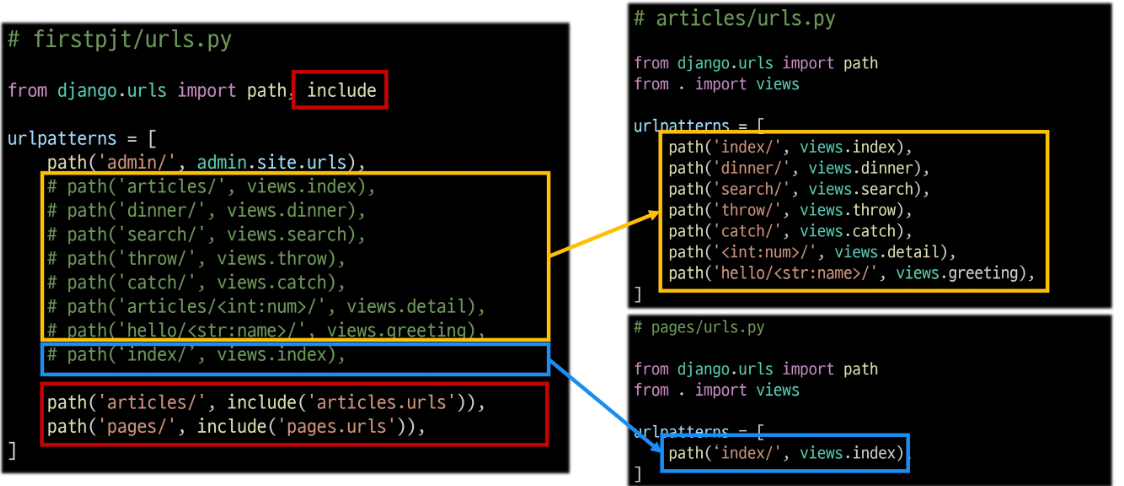 # firstpjt/urls.py
from django.urls import path, include
urlpatterns = [
path('admin/', admin.site.urls),
# path('articles/', views.index),
# path('dinner/', views.dinner),
# path('search/', views.search),
# path('throw/', views.throw),
# path('catch/', views.catch),
# path('articles/<int:num>/', views.detail),
# path('hello/<str:name>/', views.greeting),
# path('index/', views.index),
path('articles/', include('articles.urls')),
path('pages/', include('pages.urls')),
]
# articles/urls.py
from django.urls import path
from . import views
urlpatterns = [
path('index/', views.index),
path('dinner/', views.dinner),
path('search/', views.search),
path('throw/', views.throw),
path('catch/', views.catch),
path('<int:num>/', views.detail),
path('hello/<str:name>/', views.greeting),
]
# pages/urls.py
from django.urls import path
from . import views
urlpatterns = [
path(‘index/', views.index),
]